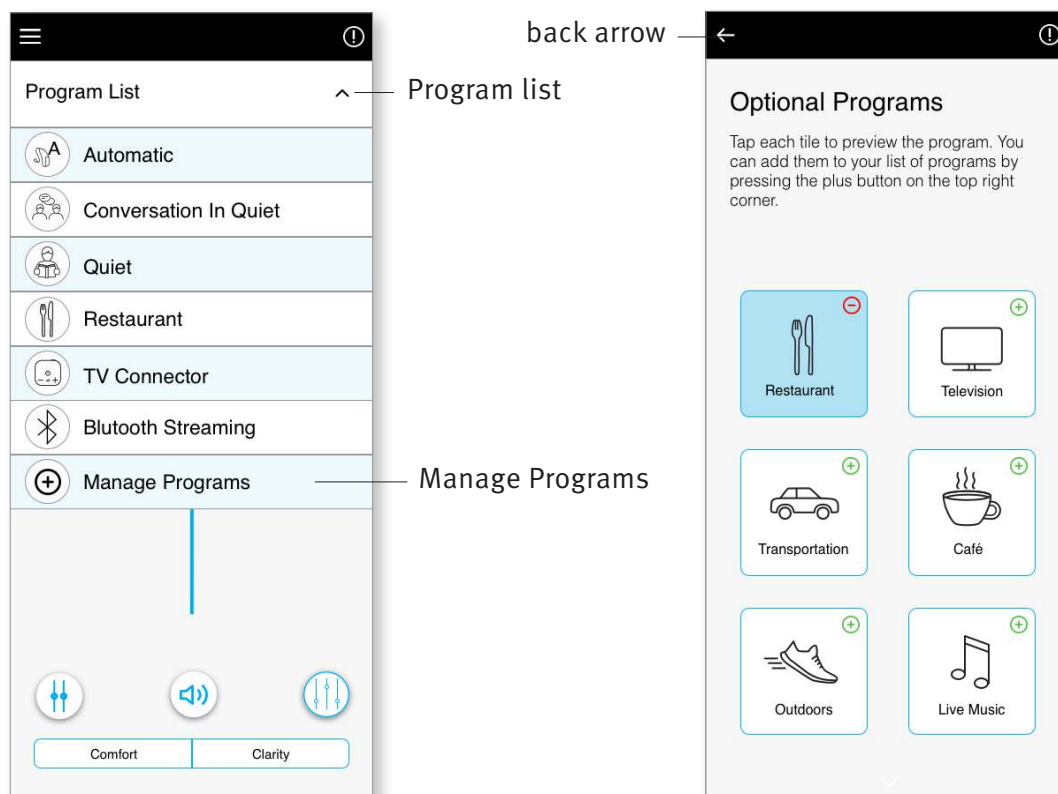 Program List
Automatic
Conversation In Quiet
Quiet
Restaurant
TV Connector
Blutooth Streaming
Manage Programs
Comfort
Clarity
Program list
Manage Programs
back arrow
Optional Programs
Tap each tile to preview the program. You
can add them to your list of programs by
pressing the plus button on the top right
corner.
Restaurant
Television
Transportation
Café
Outdoors
Live Music